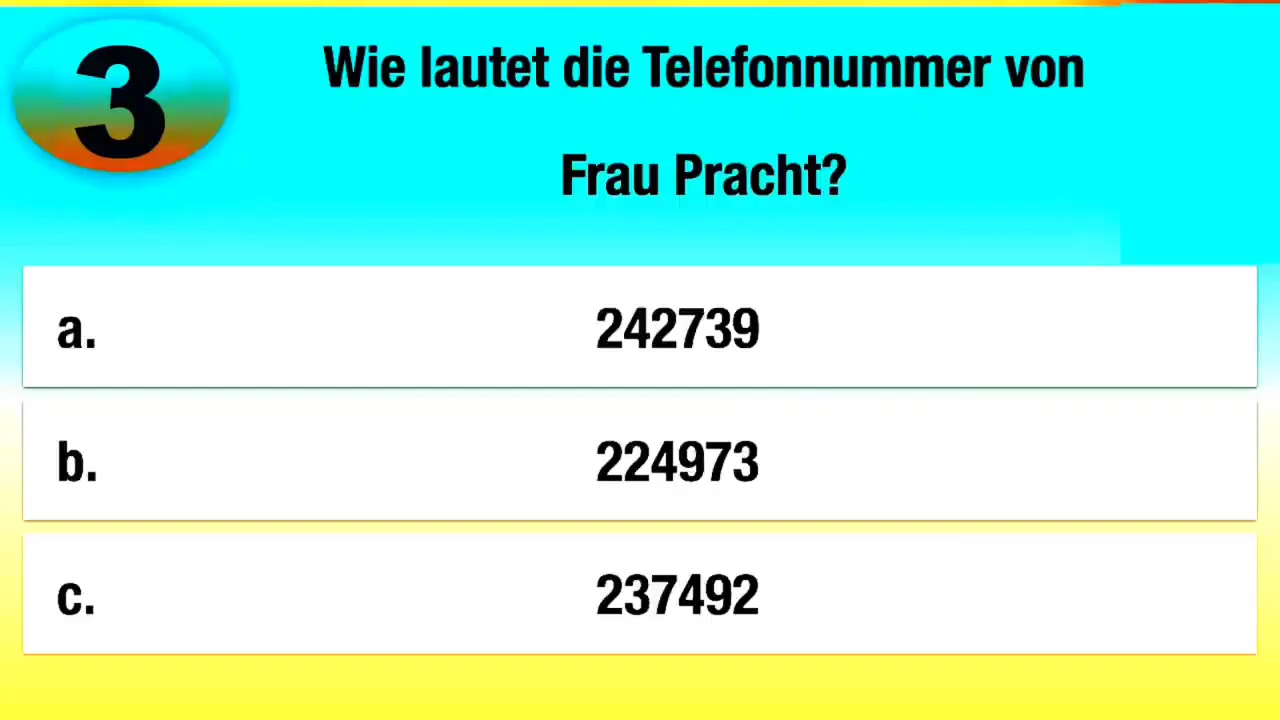 3
Wie lautet die Telefonnummer von
Frau Pracht?
a. 242739
b. 224973
c. 237492